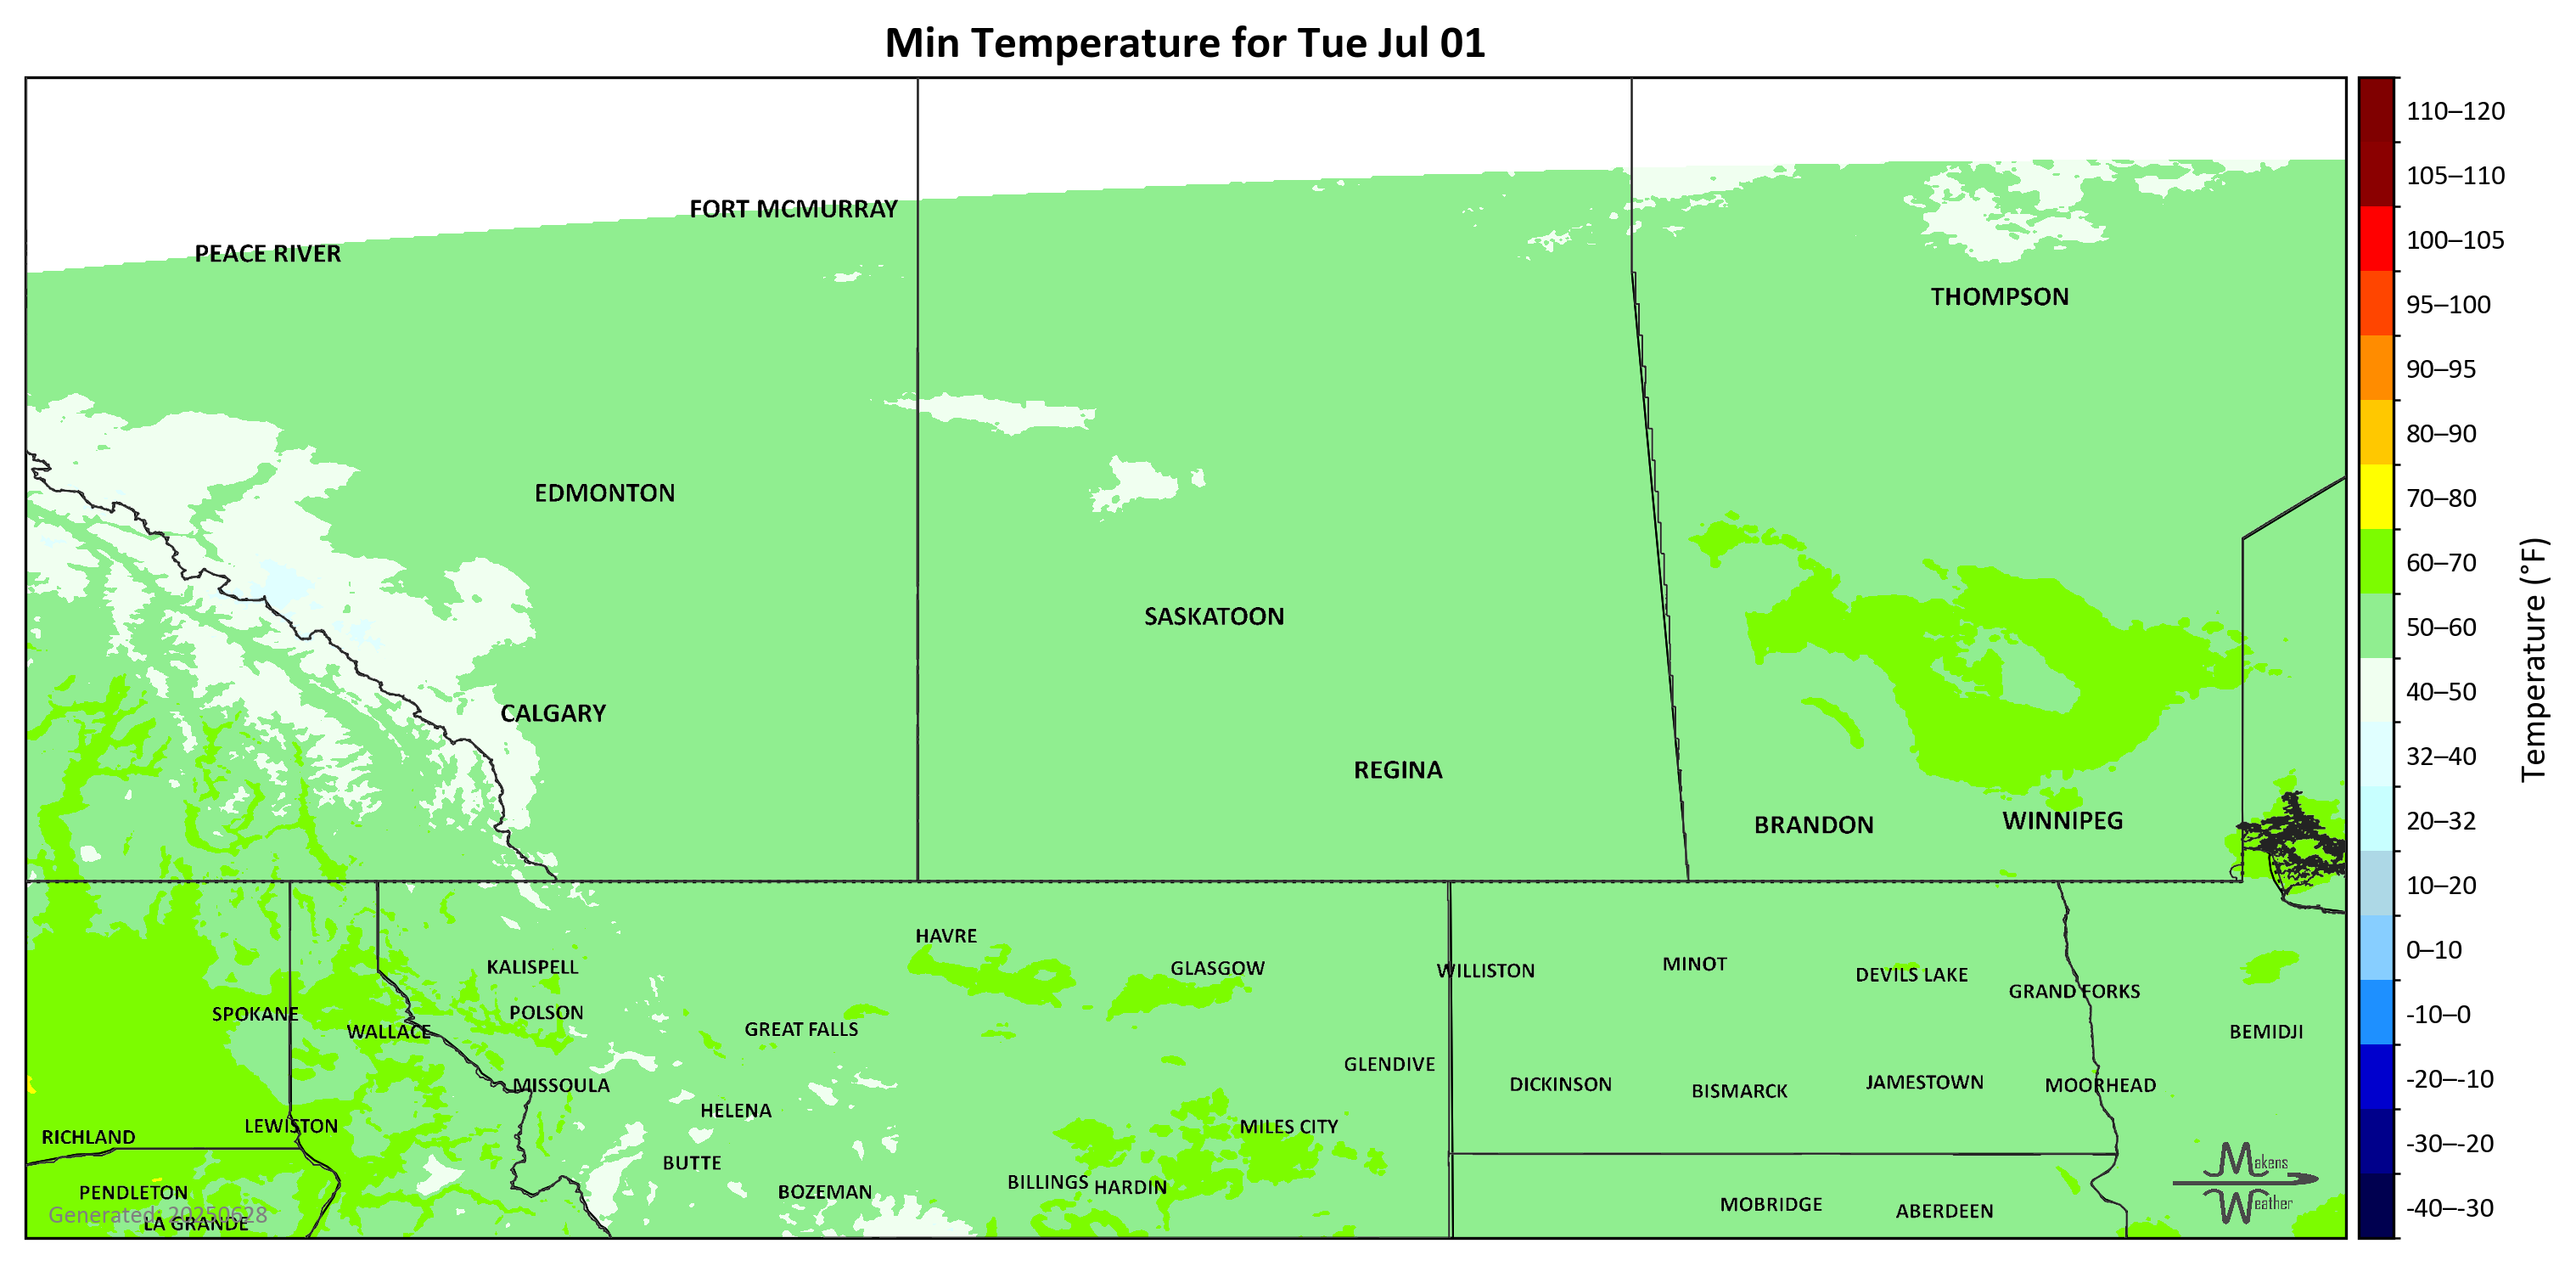 Min Temperature for Tue Jul 01
110–120
105–110
FORT MCMURRAY
100–105
PEACE RIVER
THOMPSON
95–100
90–95
80–90
EDMONTON
70–80
60–70
SASKATOON
50–60
Temperature (°F)
40–50
CALGARY
REGINA
32–40
BRANDON
WINNIPEG
20–32
10–20
HAVRE
0–10
KALISPELL
GLASGOW
WILLISTON
MINOT
DEVILS LAKE
GRAND FORKS
SPOKANE
POLSON
-10–0
WALLACE
GREAT FALLS
BEMIDJI
GLENDIVE
-20–-10
MISSOULA
DICKINSON
BISMARCK
JAMESTOWN
MOORHEAD
HELENA
LEWISTON
MILES CITY
RICHLAND
-30–-20
BUTTE
Makens
Weather
BILLINGS
HARDIN
PENDLETON
BOZEMAN
MOBRIDGE
ABERDEEN
-40–-30
Generated: 20250628
LA GRANDE